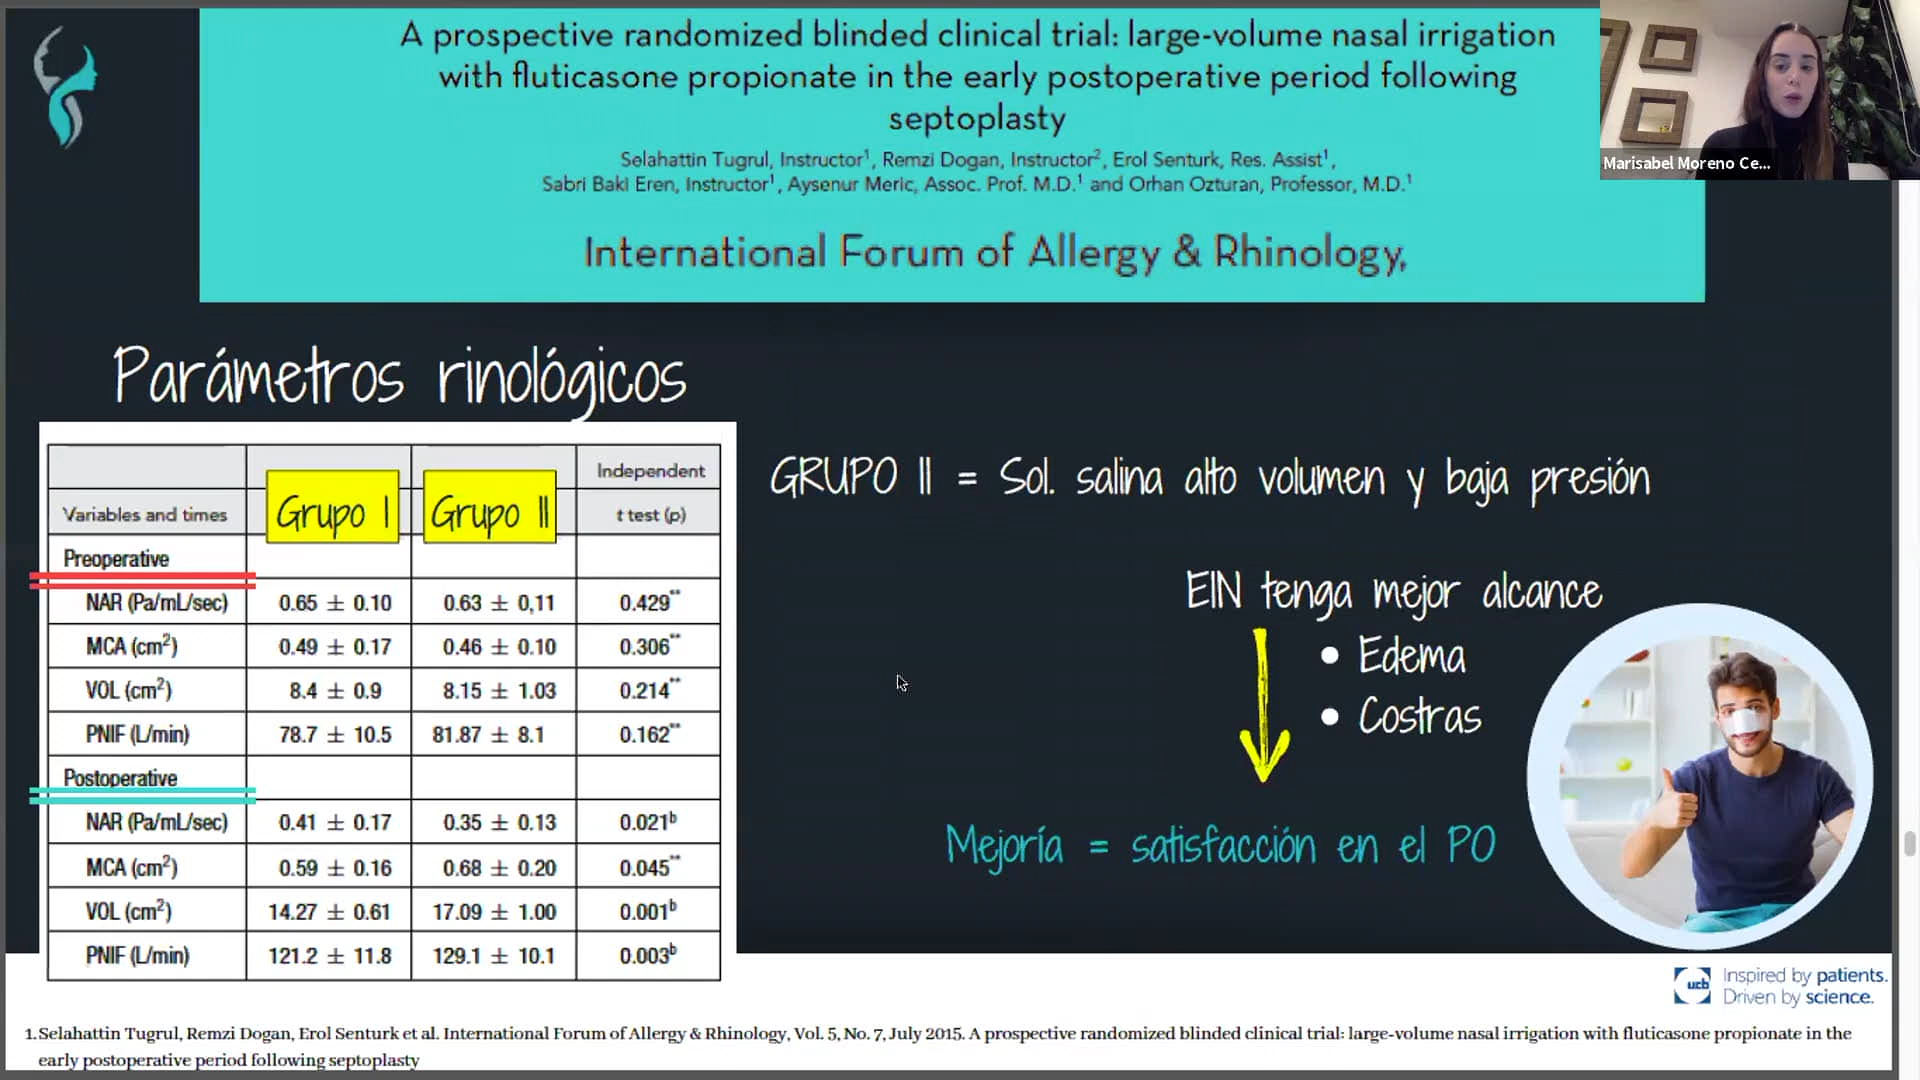 A prospective randomized blinded clinical trial: large-volume nasal irrigation
with fluticasone propionate in the early postoperative period following
septoplasty
Selahattin Tugrul, Instructor1, Remzi Dogan, Instructor2, Erol Senturk, Res. Assist1,
Sabri Baki Eren, Instructor1, Aysenur Meric, Assoc. Prof. M.D.1 and Orhan Ozturan, Professor, M.D.1
International Forum of Allergy & Rhinology,
Marisabel Moreno Ce...
Parámetros rinológicos
Independent
Variables and times Grupo I Grupo II t test (p)
Preoperative
NAR (Pa/mL/sec) 0.65 ± 0.10 0.63 ± 0,11 0.429**
MCA (cm2) 0.49 ± 0.17 0.46 ± 0.10 0.306**
VOL (cm2) 8.4 ± 0.9 8.15 ± 1.03 0.214**
PNIF (L/min) 78.7 ± 10.5 81.87 ± 8.1 0.162**
Postoperative
NAR (Pa/mL/sec) 0.41 ± 0.17 0.35 ± 0.13 0.021b
MCA (cm2) 0.59 ± 0.16 0.68 ± 0.20 0.045**
VOL (cm2) 14.27 ± 0.61 17.09 ± 1.00 0.001b
PNIF (L/min) 121.2 ± 11.8 129.1 ± 10.1 0.003b
GRUPO II = Sol. salina alto volumen y baja presión
EIN tenga mejor alcance
• Edema
• Costras
Mejoría = satisfacción en el PO
ucb
Inspired by patients.
Driven by science.
1.Selahattin Tugrul, Remzi Dogan, Erol Senturk et al. International Forum of Allergy & Rhinology, Vol. 5, No. 7, July 2015. A prospective randomized blinded clinical trial: large-volume nasal irrigation with fluticasone propionate in the
early postoperative period following septoplasty